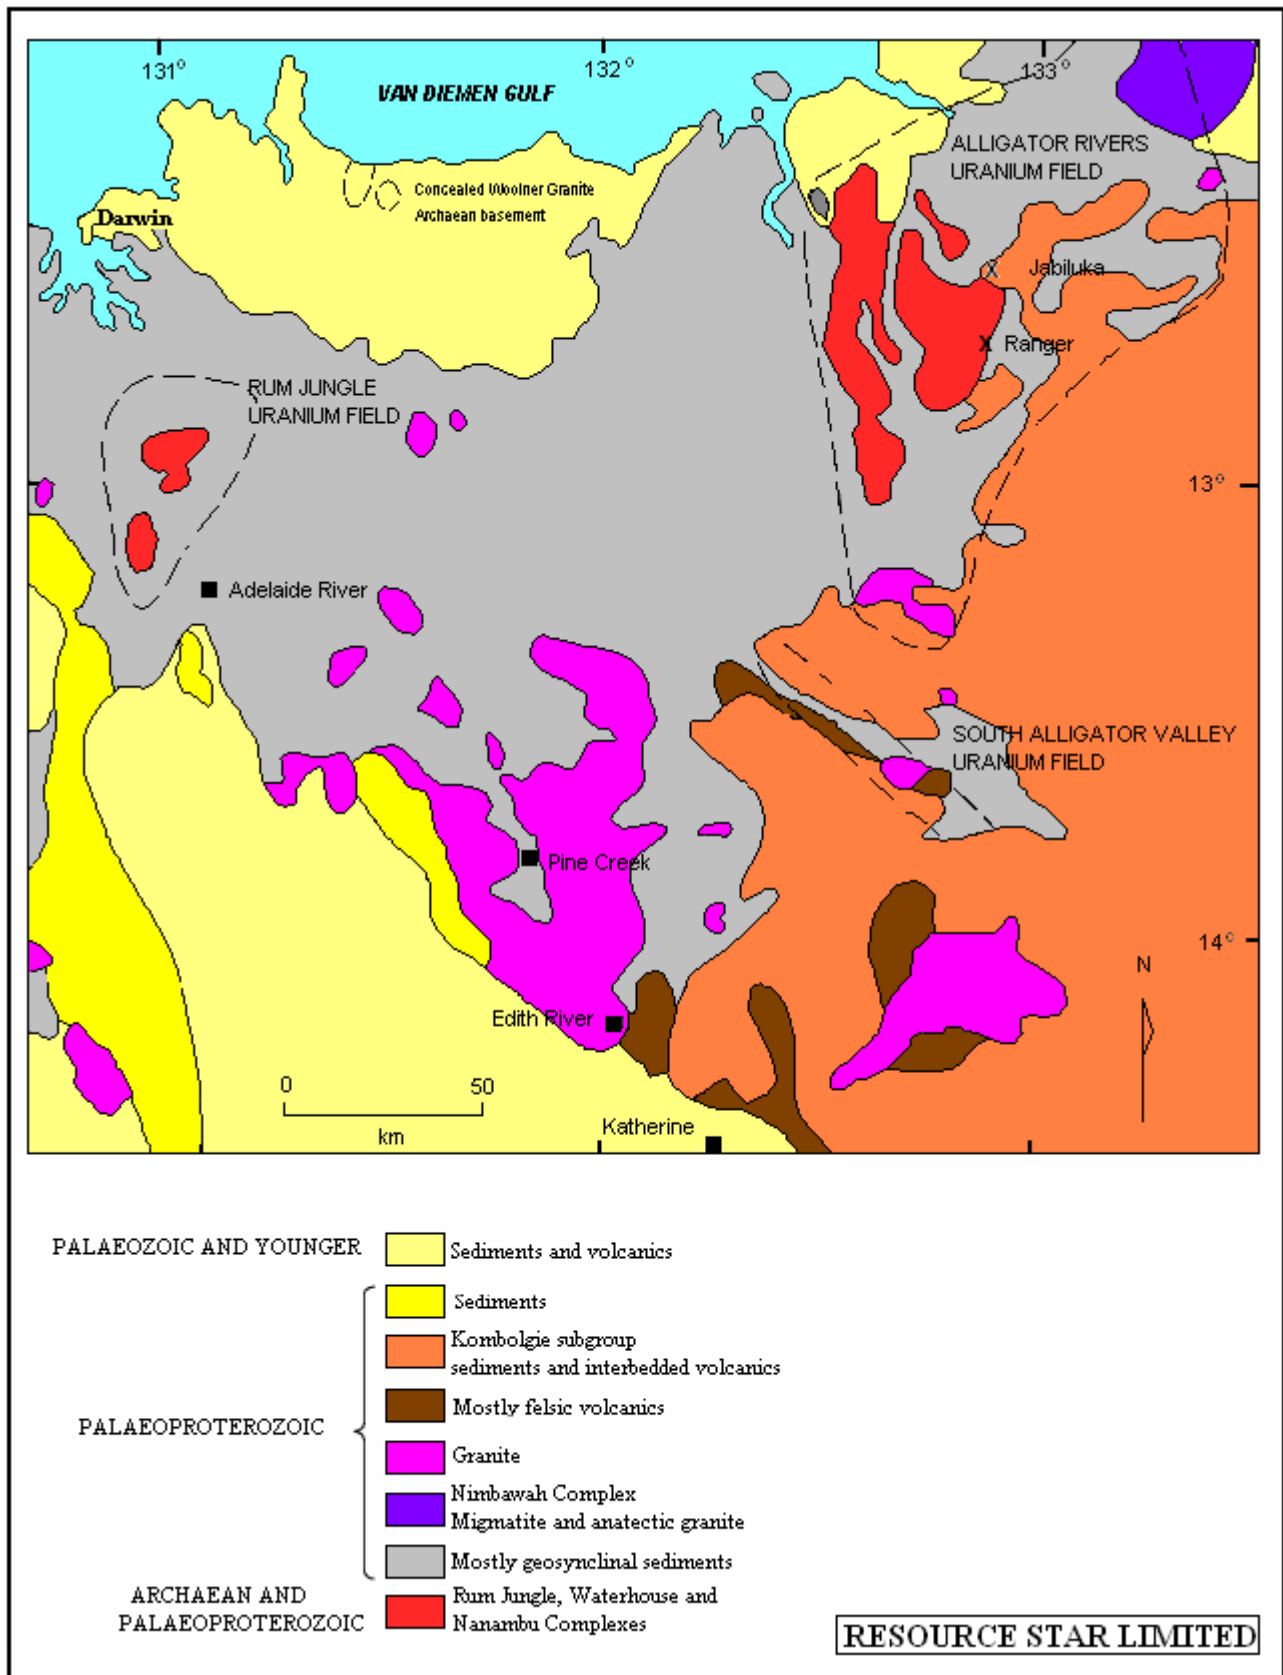 131°
132°
133°
VAN DIEMEN GULF
ALLIGATOR RIVERS
URANIUM FIELD
Concealed Woolner Granite
Archaean basement
Darwin
X Jabiluka
X Ranger
RUM JUNGLE
URANIUM FIELD
13°
Adelaide River
SOUTH ALLIGATOR VALLEY
URANIUM FIELD
Pine Creek
14°
N
Edith River
0 50
km
Katherine
PALAEOZOIC AND YOUNGER
Sediments and volcanics
Sediments
Kombolgie subgroup
sediments and interbedded volcanics
PALAEOPROTEROZOIC
Mostly felsic volcanics
Granite
Nimbawah Complex
Migmatite and anatectic granite
Mostly geosynclinal sediments
ARCHAEAN AND
PALAEOPROTEROZOIC
Rum Jungle, Waterhouse and
Nanambu Complexes
RESOURCE STAR LIMITED